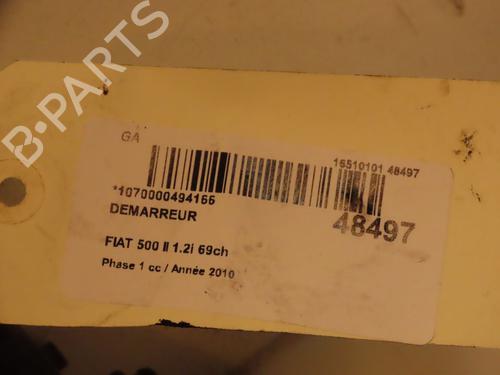 B-PARTS
GA
16510101 48497
*1070000494166
DEMARREUR
48497
FIAT 500 II 1.2i 69ch
Phase 1 cc / Année 2010